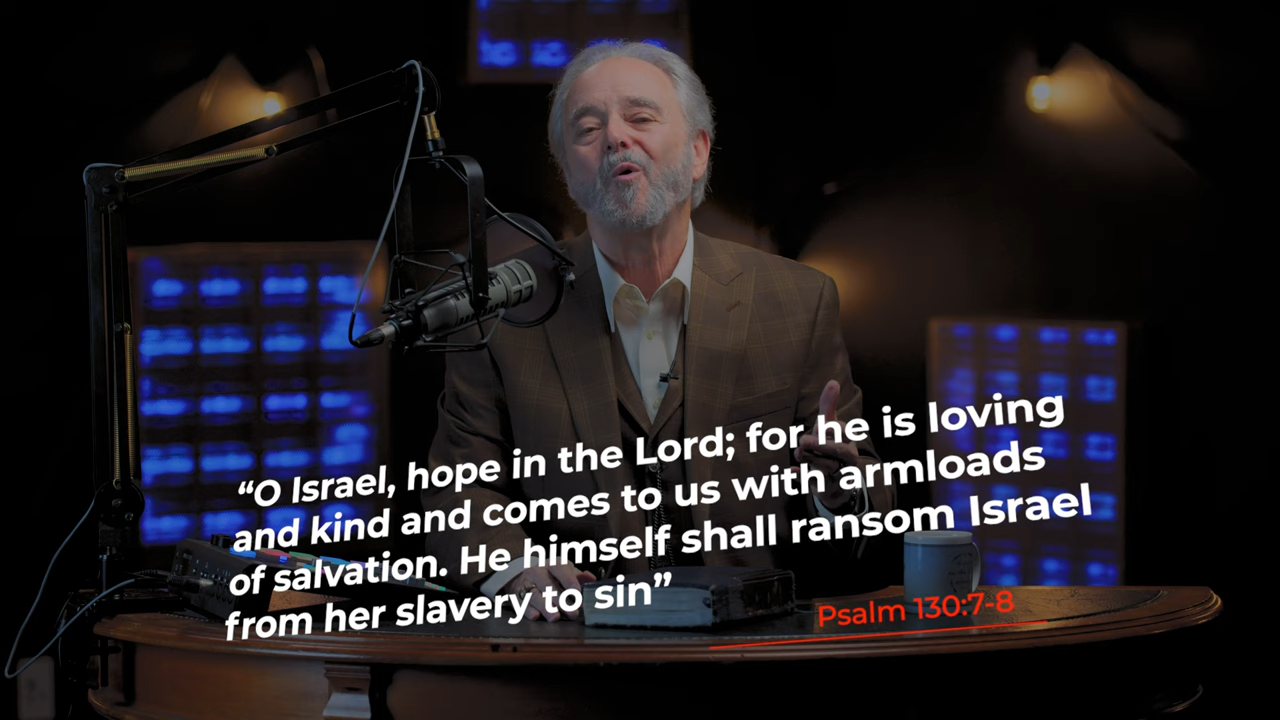 “O Israel, hope in the Lord; for he is loving
and kind and comes to us with armloads
of salvation. He himself shall ransom Israel
from her slavery to sin”
Psalm 130:7-8